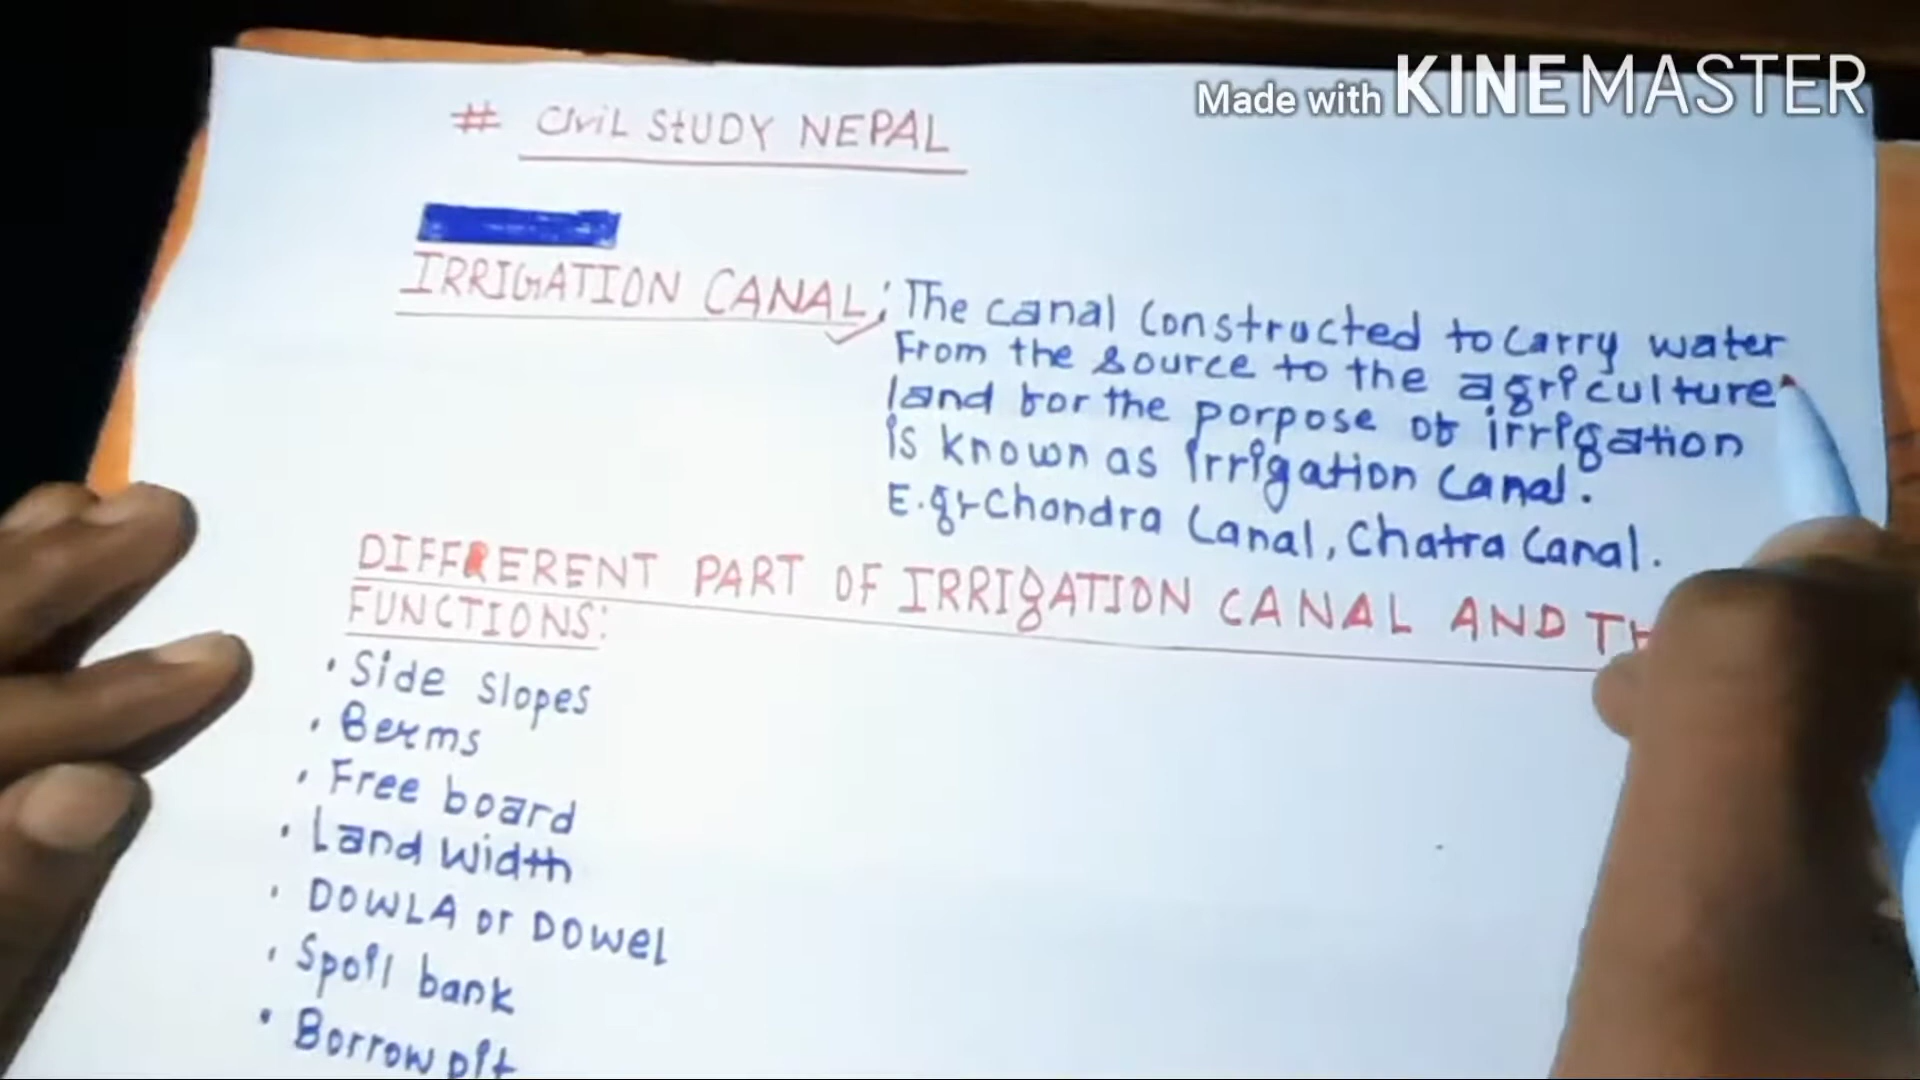 Made with KINEMASTER
# CIVIL STUDY NEPAL
IRRIGATION CANAL: The canal constructed to carry water
From the source to the agriculture
land for the porpose of irrigation
is known as irrigation canal.
E.g:- Chandra Canal, Chatra Canal.
DIFFRERENT PART OF IRRIGATION CANAL AND TH
FUNCTIONS:
• Side slopes
• Berms
• Free board
• Land width
• DOWLA or DOWEL
• Spoil bank
• Borrow pit